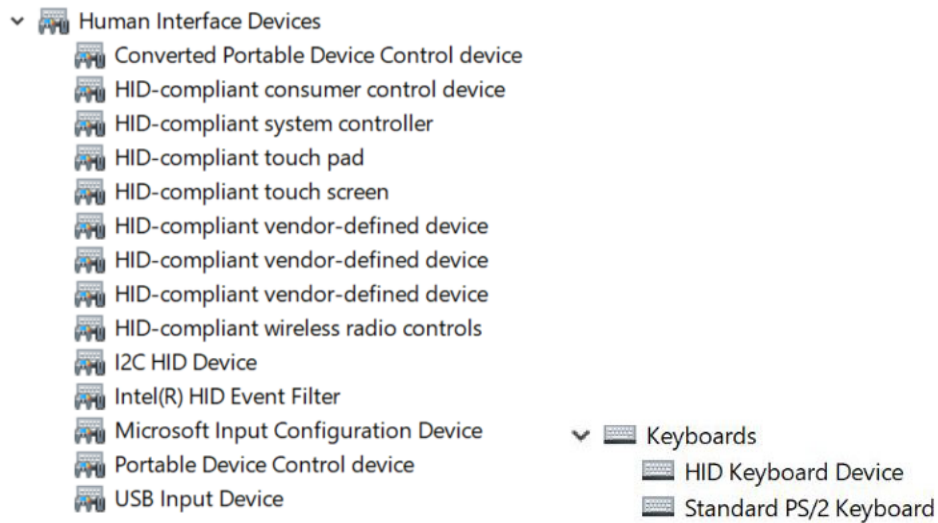 Human Interface Devices
Converted Portable Device Control device
HID-compliant consumer control device
HID-compliant system controller
HID-compliant touch pad
HID-compliant touch screen
HID-compliant vendor-defined device
HID-compliant vendor-defined device
HID-compliant vendor-defined device
HID-compliant wireless radio controls
I2C HID Device
Intel(R) HID Event Filter
Microsoft Input Configuration Device
Portable Device Control device
USB Input Device
Keyboards
HID Keyboard Device
Standard PS/2 Keyboard